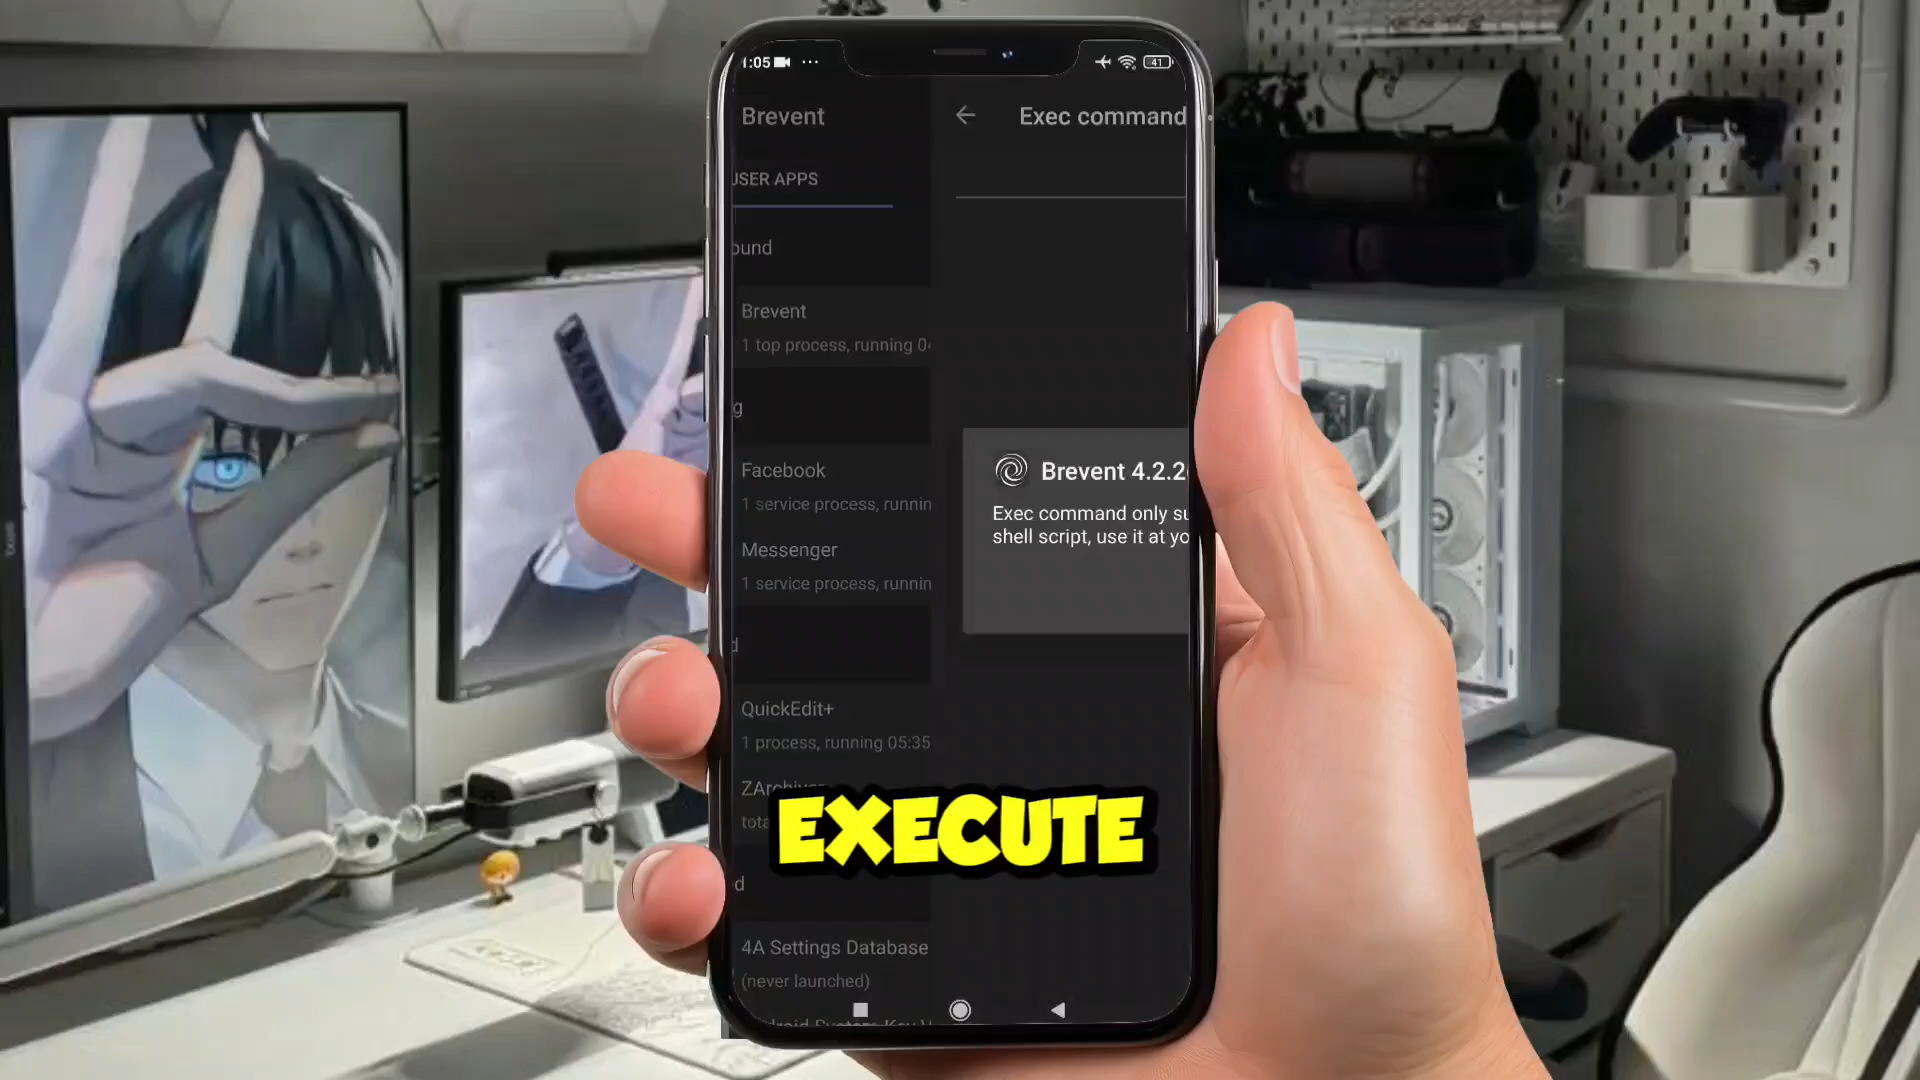 1:05
41
Brevent
Exec command
USER APPS
Brevent
1 top process, running
Facebook
1 service process,
Messenger
1 service process,
QuickEdit+
1 process, running 05:35
Brevent 4.2.2
Exec command only
shell script, use it at
EXECUTE
4A Settings Database
(never launched)